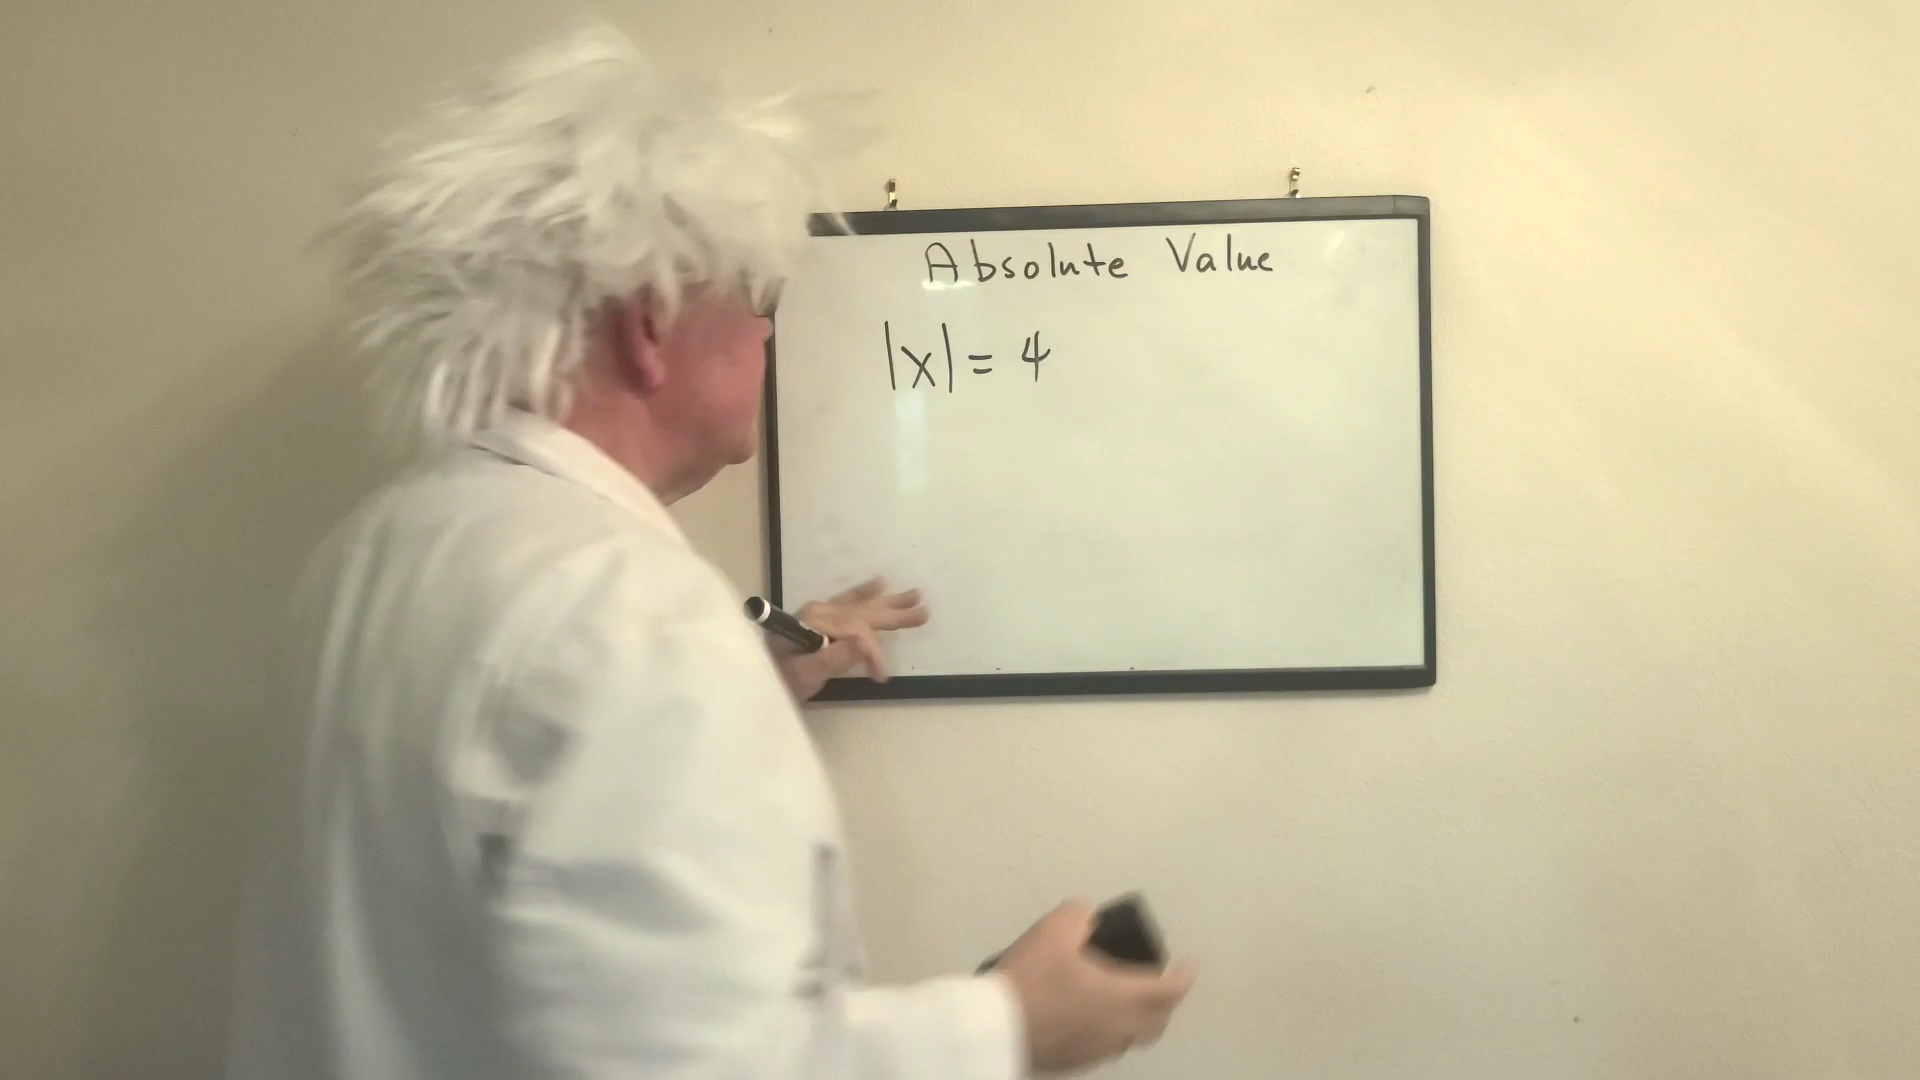 Absolute Value
|x| = 4